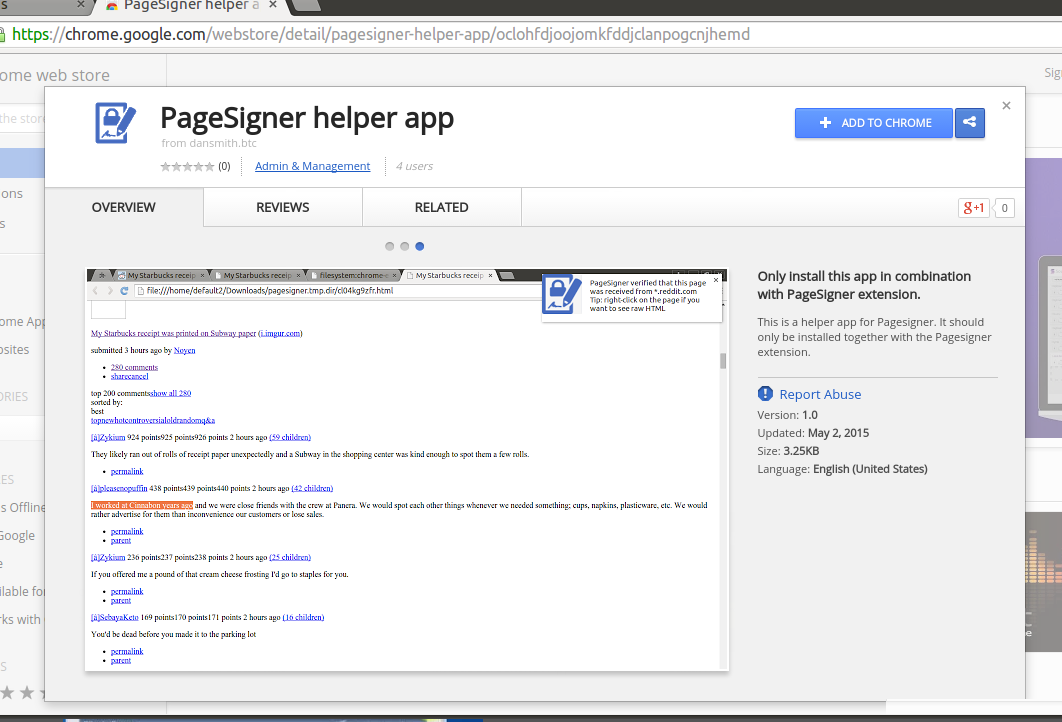 s × PageSigner helper a ×
https://chrome.google.com/webstore/detail/pagesigner-helper-app/oclohfdjoojomkfddjclanpogcnjhemd
ome web store
Sig
the store
ons
s
ome App
bsites
RIES
ES
s Offline
Google
e
ilable for
rks with
S
PageSigner helper app
from dansmith.btc
(0) Admin & Management 4 users
ADD TO CHROME
×
OVERVIEW REVIEWS RELATED
g+1 0
My Starbucks receip × My Starbucks receip × filesystem:chrome-e × My Starbucks receip ×
file:///home/default2/Downloads/pagesigner.tmp.dir/cl04kg9zfr.html
PageSigner verified that this page
was received from *.reddit.com
Tip: right-click on the page if you
want to see raw HTML
My Starbucks receipt was printed on Subway paper (i.imgur.com)
submitted 3 hours ago by Noyen
• 280 comments
• sharecancel
top 200 commentsshow all 280
sorted by:
best
topnewhotcontroversialoldrandomq&a
[â]Zykium 924 points925 points926 points 2 hours ago (59 children)
They likely ran out of rolls of receipt paper unexpectedly and a Subway in the shopping center was kind enough to spot them a few rolls.
• permalink
[â]pleasenopuffin 438 points439 points440 points 2 hours ago (42 children)
I worked at Cinnabon years ago and we were close friends with the crew at Panera. We would spot each other things whenever we needed something; cups, napkins, plasticware, etc. We would
rather advertise for them than inconvenience our customers or lose sales.
• permalink
• parent
[â]Zykium 236 points237 points238 points 2 hours ago (25 children)
If you offered me a pound of that cream cheese frosting I'd go to staples for you.
• permalink
• parent
[â]SebayaKeto 169 points170 points171 points 2 hours ago (16 children)
You'd be dead before you made it to the parking lot
• permalink
• parent
Only install this app in combination
with PageSigner extension.
This is a helper app for Pagesigner. It should
only be installed together with the Pagesigner
extension.
Report Abuse
Version: 1.0
Updated: May 2, 2015
Size: 3.25KB
Language: English (United States)